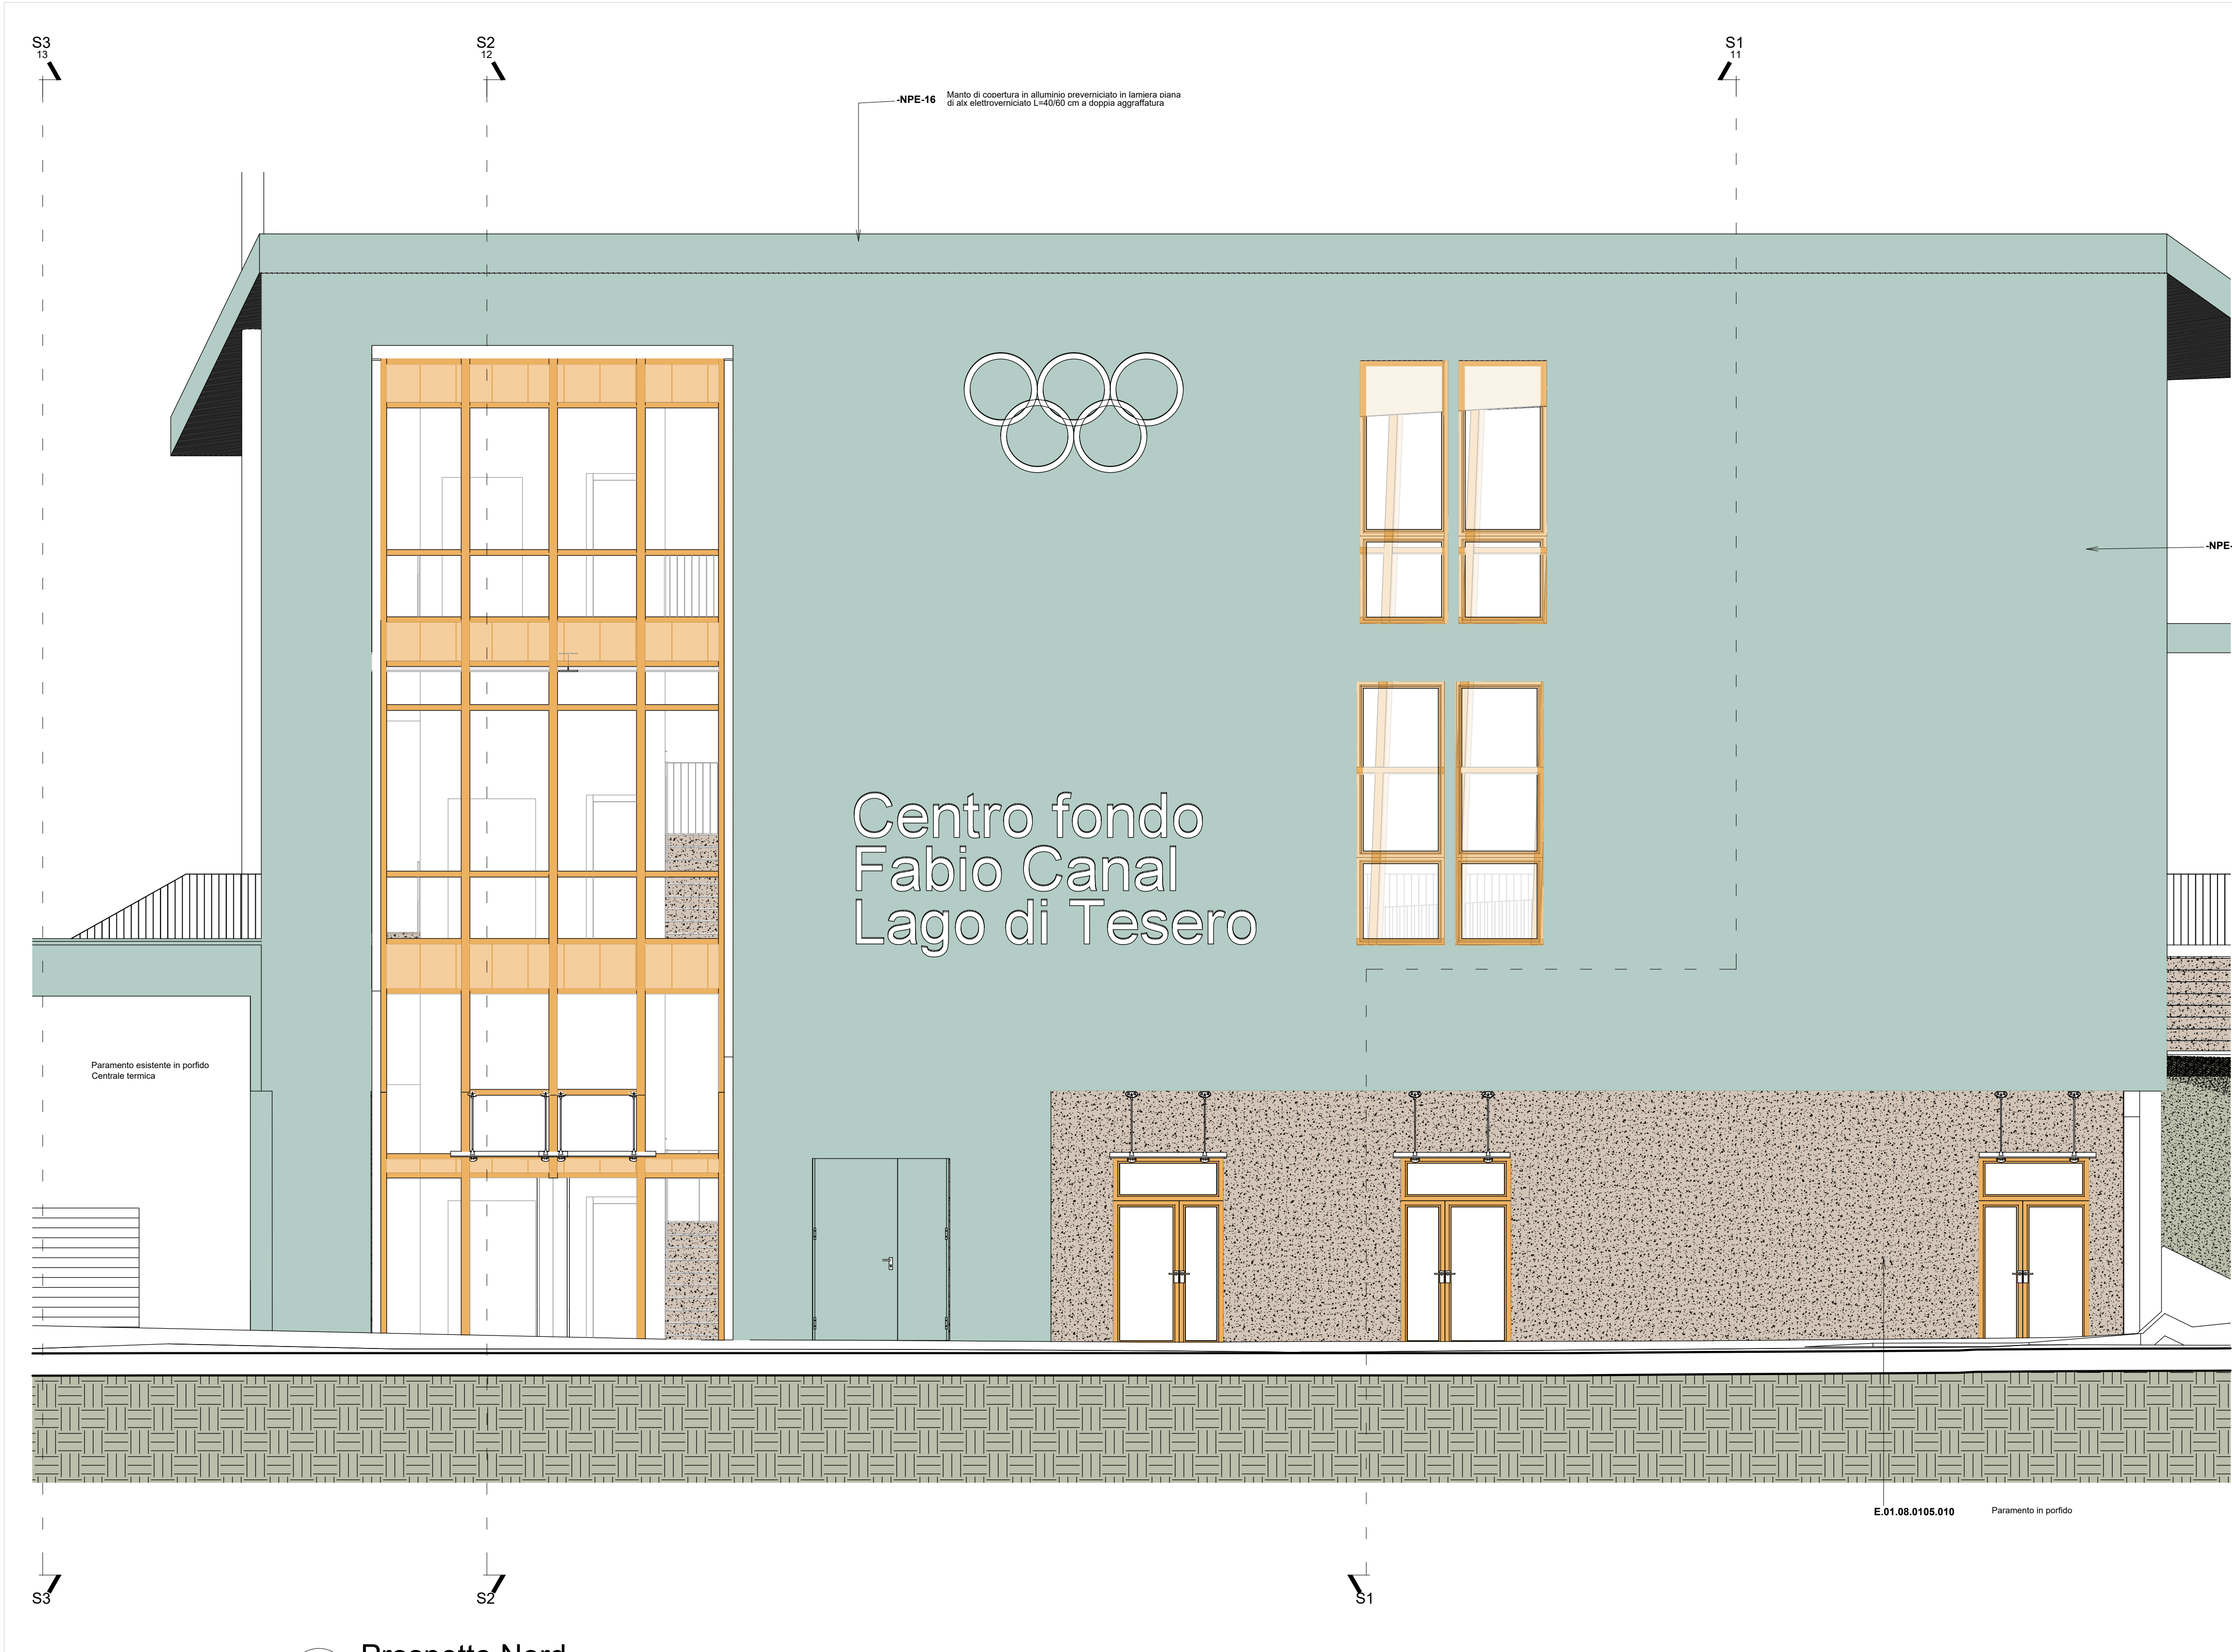 S3
13
S2
12
S1
11
-NPE-16
Manto di copertura in alluminio preverniciato in lamiera piana
di alx elettroverniciato L=40/60 cm a doppia aggraffatura
-NPE-
Centro fondo
Fabio Canal
Lago di Tesero
Paramento esistente in porfido
Centrale termica
E.01.08.0105.010
Paramento in porfido
S3
S2
S1
Prospetto Nord